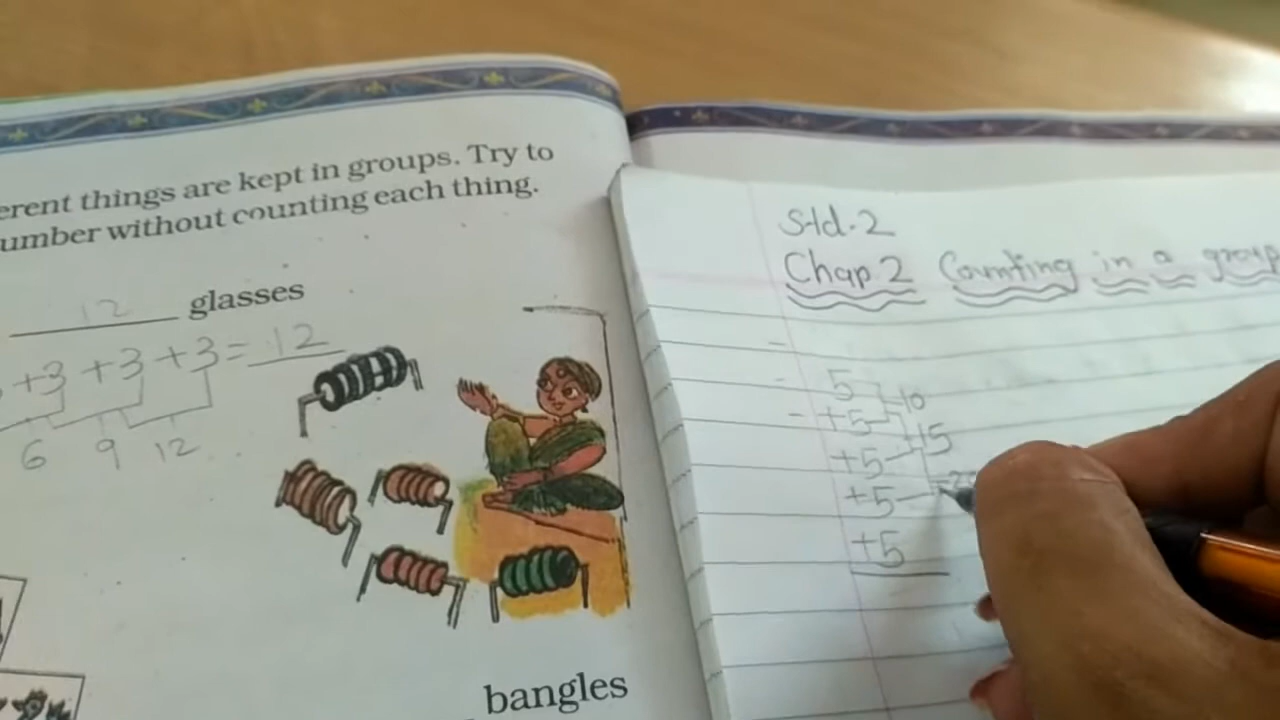 erent things are kept in groups. Try to
umber without counting each thing.
12 glasses
+3 +3 +3 = 12
6 9 12
bangles
Std. 2
Chap. 2 Counting in a group
5
+5 10
+5 15
+5
+5